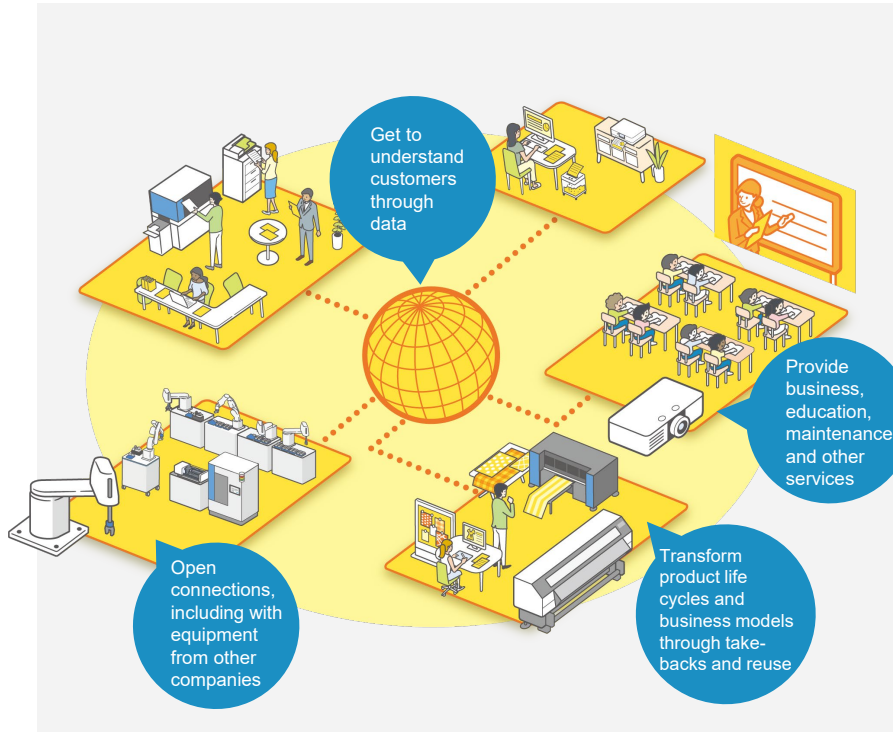 Get to
understand
customers
through
data
Provide
business,
education,
maintenance
and other
services
Open
connections,
including with
equipment
from other
companies
Transform
product life
cycles and
business models
through take-
backs and reuse